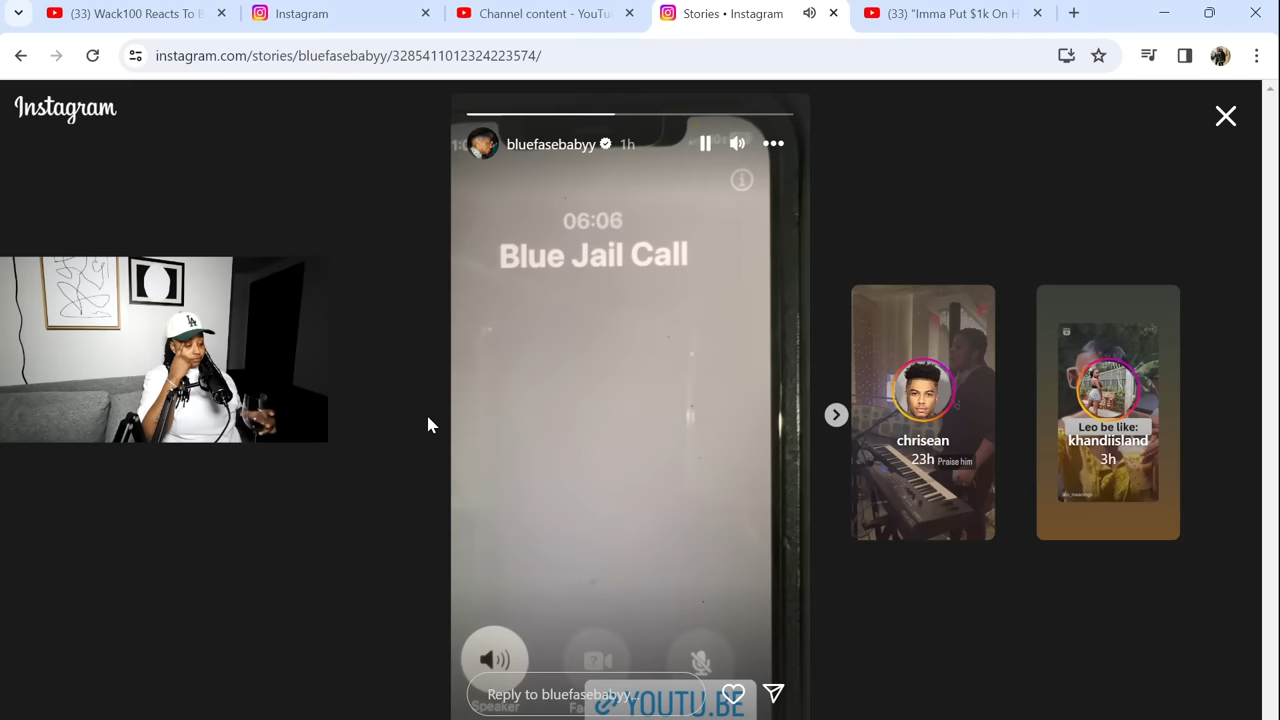 (33) Wack100 Reacts To B
Instagram
Channel content - YouTu
Stories • Instagram
(33) "Imma Put $1k On H
instagram.com/stories/bluefasebabyy/3285411012324223574/
Instagram
bluefasebabyy 1h
06:06
Blue Jail Call
LA
chrisean
23h
Praise him
Leo be like:
khandiisland
3h
Reply to bluefasebabyy...
Speaker
Fa
YOUTU.BE